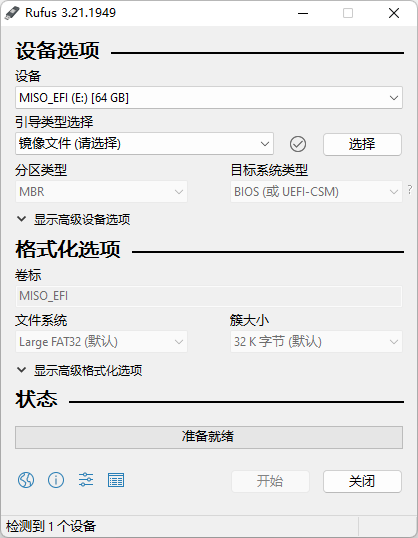 Rufus 3.21.1949
设备选项
设备
MISO_EFI (E:) [64 GB]
引导类型选择
镜像文件 (请选择)
选择
分区类型
目标系统类型
MBR
BIOS (或 UEFI-CSM)
?
显示高级设备选项
格式化选项
卷标
MISO_EFI
文件系统
簇大小
Large FAT32 (默认)
32 K 字节 (默认)
显示高级格式化选项
状态
准备就绪
开始
关闭
检测到 1 个设备